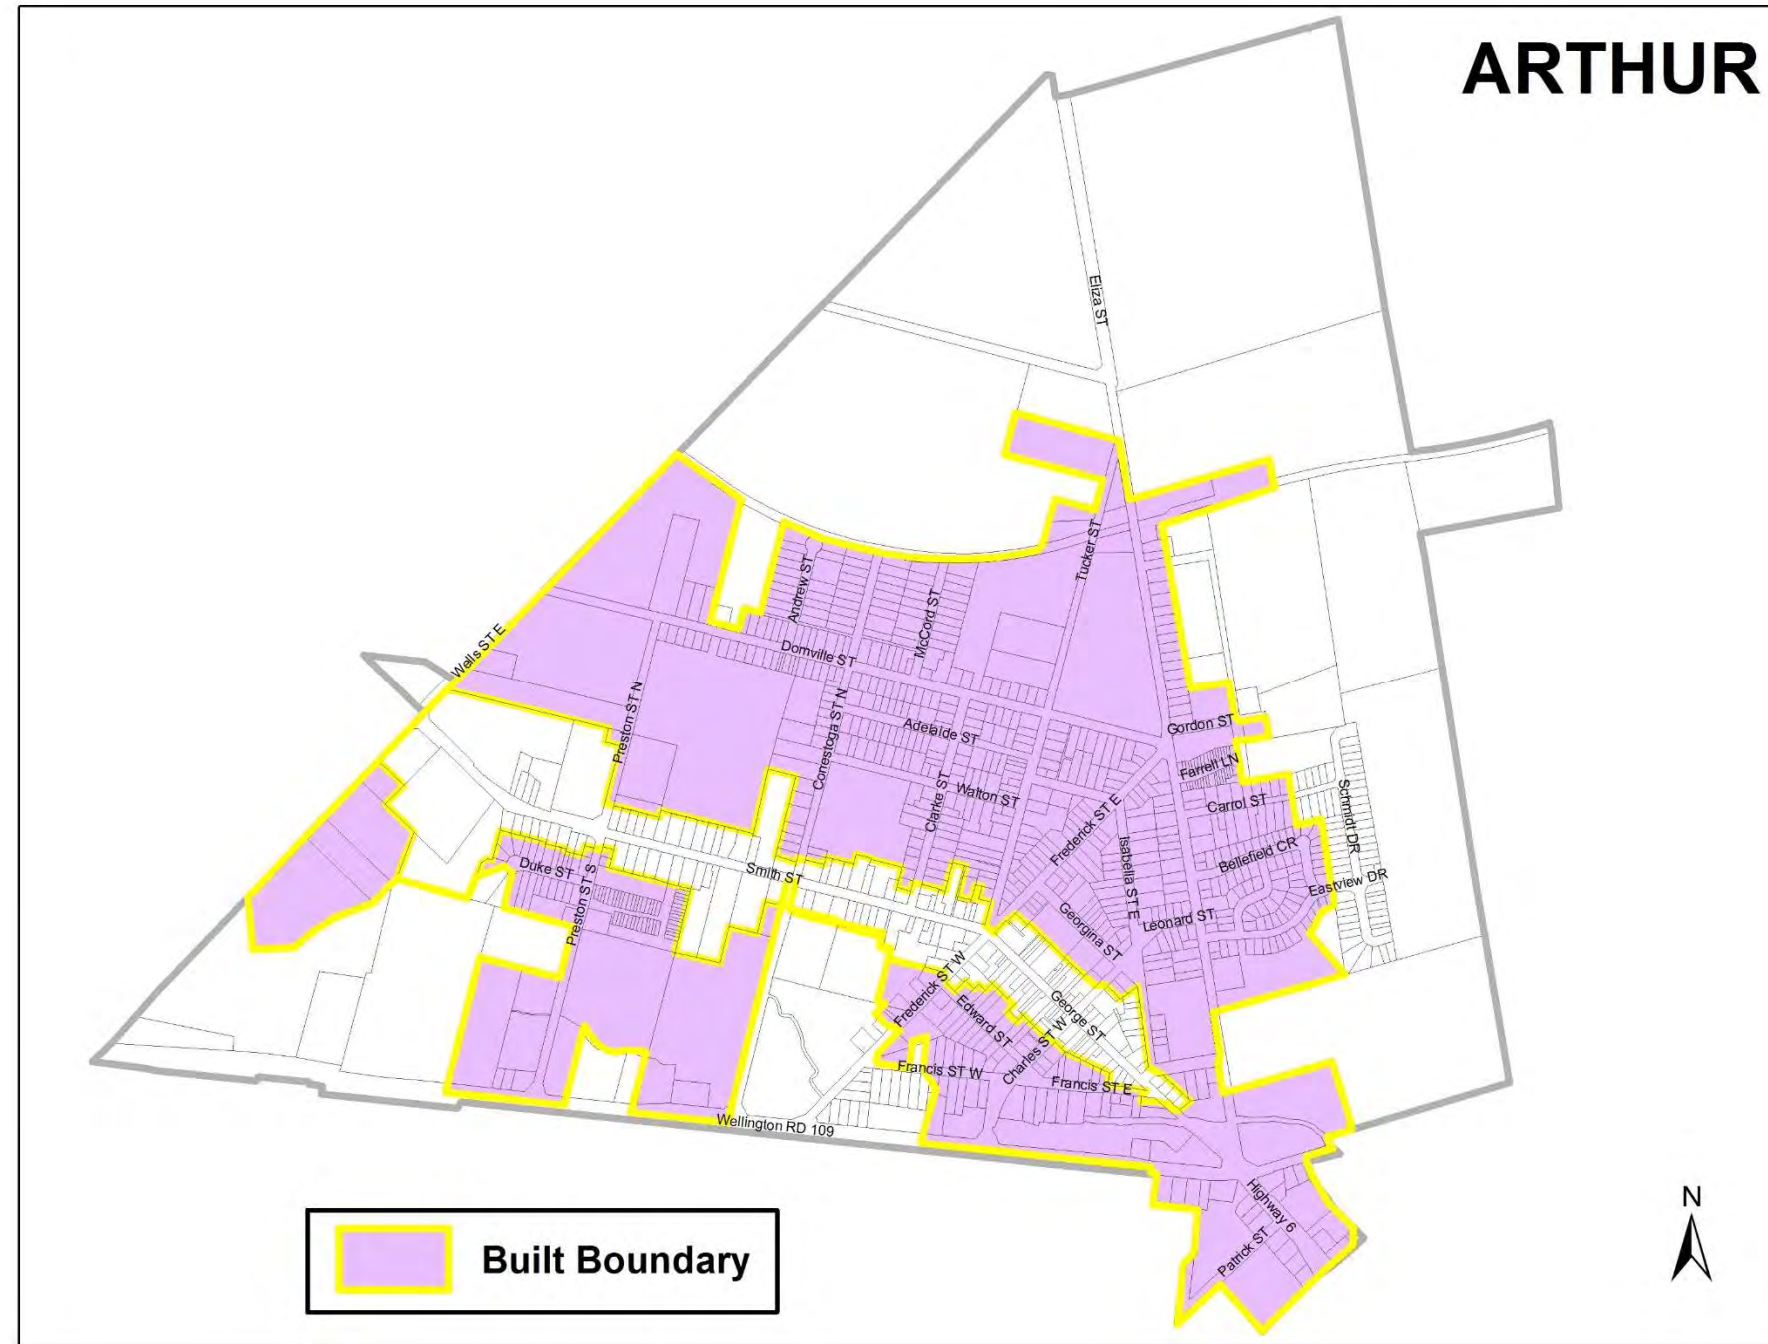 ARTHUR
Eliza ST
Tucker ST
Andrew ST
McCord ST
Wells ST E
Domville ST
Preston ST N
Conestoga ST N
Adelaide ST
Gordon ST
Farrell LN
Clarke ST
Walton ST
Carrol ST
Schmidt DR
Frederick ST E
Isabella ST E
Bellefield CR
Smith ST
Duke ST
Eastview DR
Preston ST S
Georgina ST
Leonard ST
Frederick ST W
Edward ST
George ST
Charles ST W
Francis ST W
Francis ST E
Wellington RD 109
Highway 6
Patrick ST
N
Built Boundary